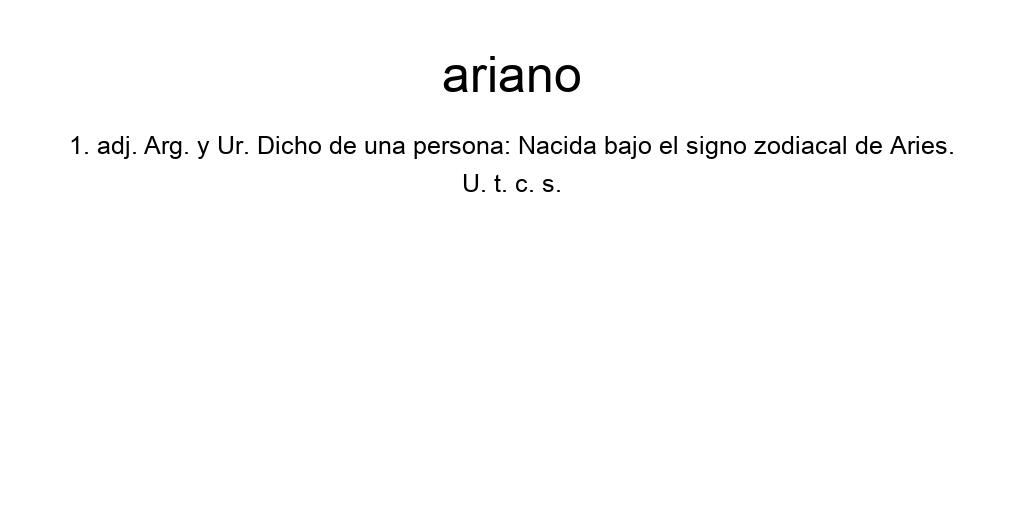 ariano
1. adj. Arg. y Ur. Dicho de una persona: Nacida bajo el signo zodiacal de Aries.
U. t. c. s.